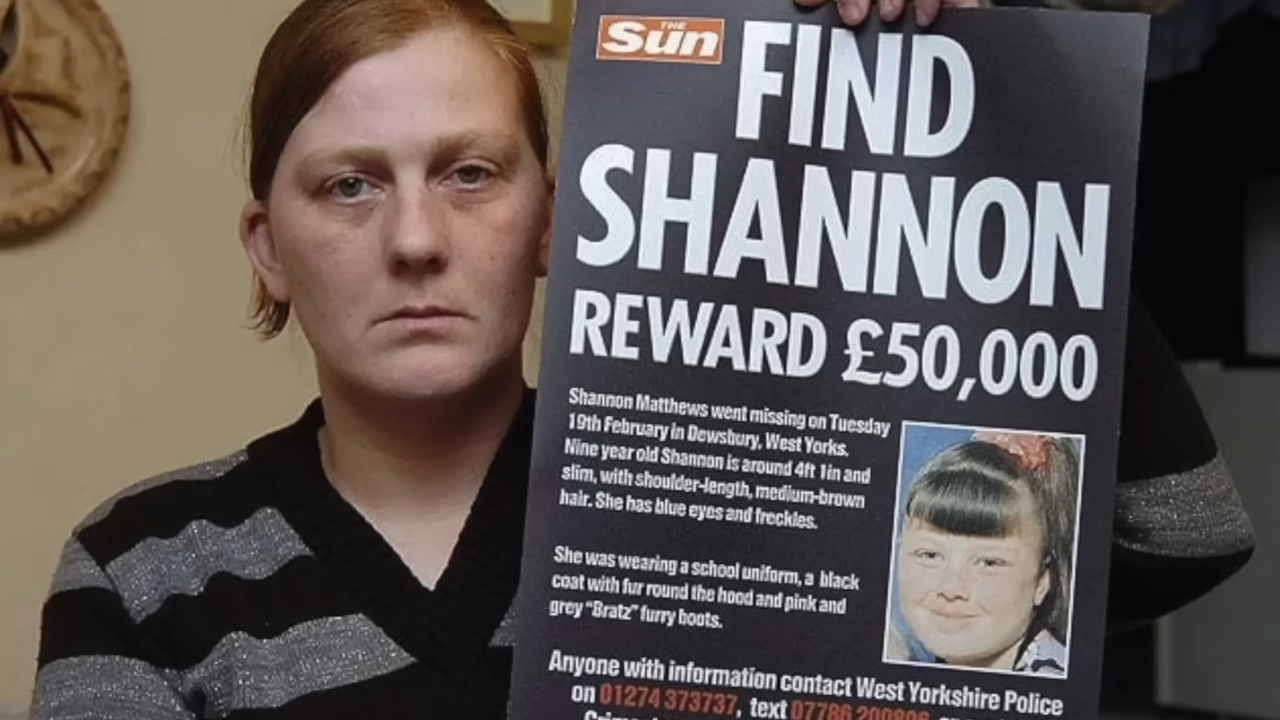 THE
Sun
FIND
SHANNON
REWARD £50,000
Shannon Matthews went missing on Tuesday
19th February in Dewsbury, West Yorks.
Nine year old Shannon is around 4ft 1in and
slim, with shoulder-length, medium-brown
hair. She has blue eyes and freckles.
She was wearing a school uniform, a black
coat with fur round the hood and pink and
grey "Bratz" furry boots.
Anyone with information contact West Yorkshire Police
on 01274 373737, text 07786 200806